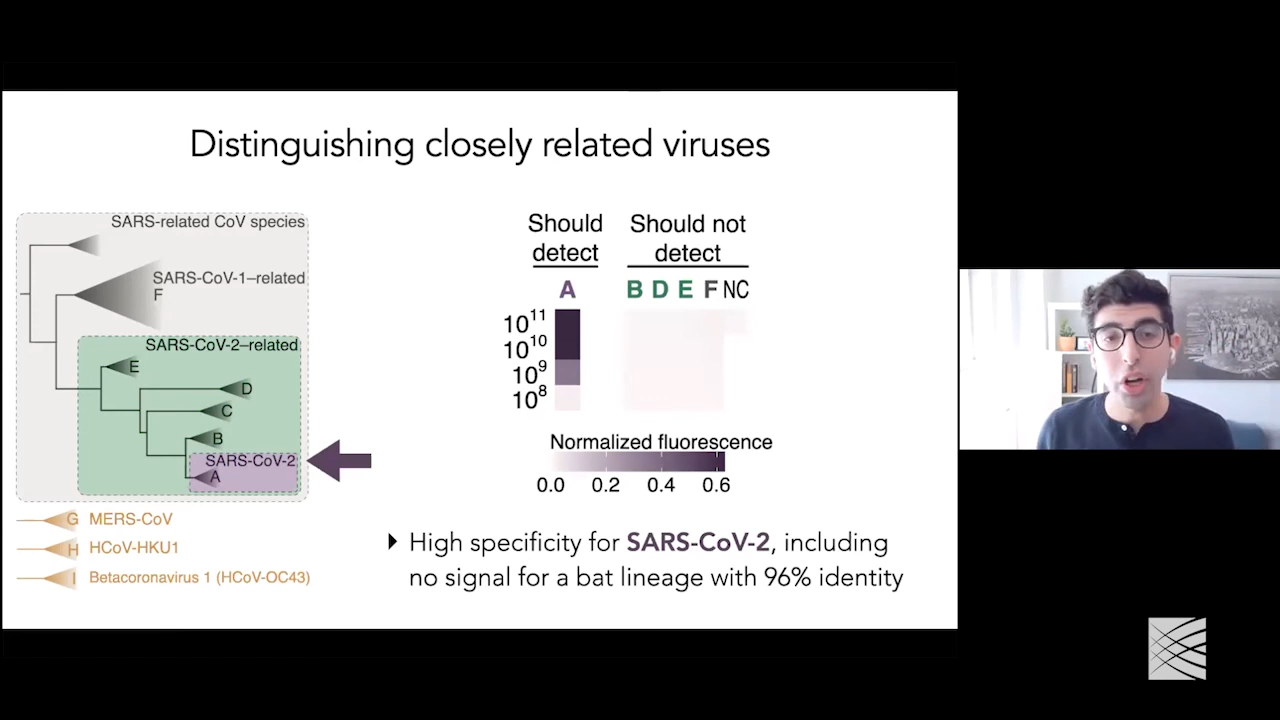 Distinguishing closely related viruses
SARS-related CoV species
SARS-CoV-1–related
F
SARS-CoV-2–related
E
D
C
B
SARS-CoV-2
A
G MERS-CoV
H HCoV-HKU1
I Betacoronavirus 1 (HCoV-OC43)
Should
detect
Should not
detect
A
B D E F NC
10¹¹
10¹⁰
10⁹
10⁸
Normalized fluorescence
0.0 0.2 0.4 0.6
High specificity for SARS-CoV-2, including
no signal for a bat lineage with 96% identity